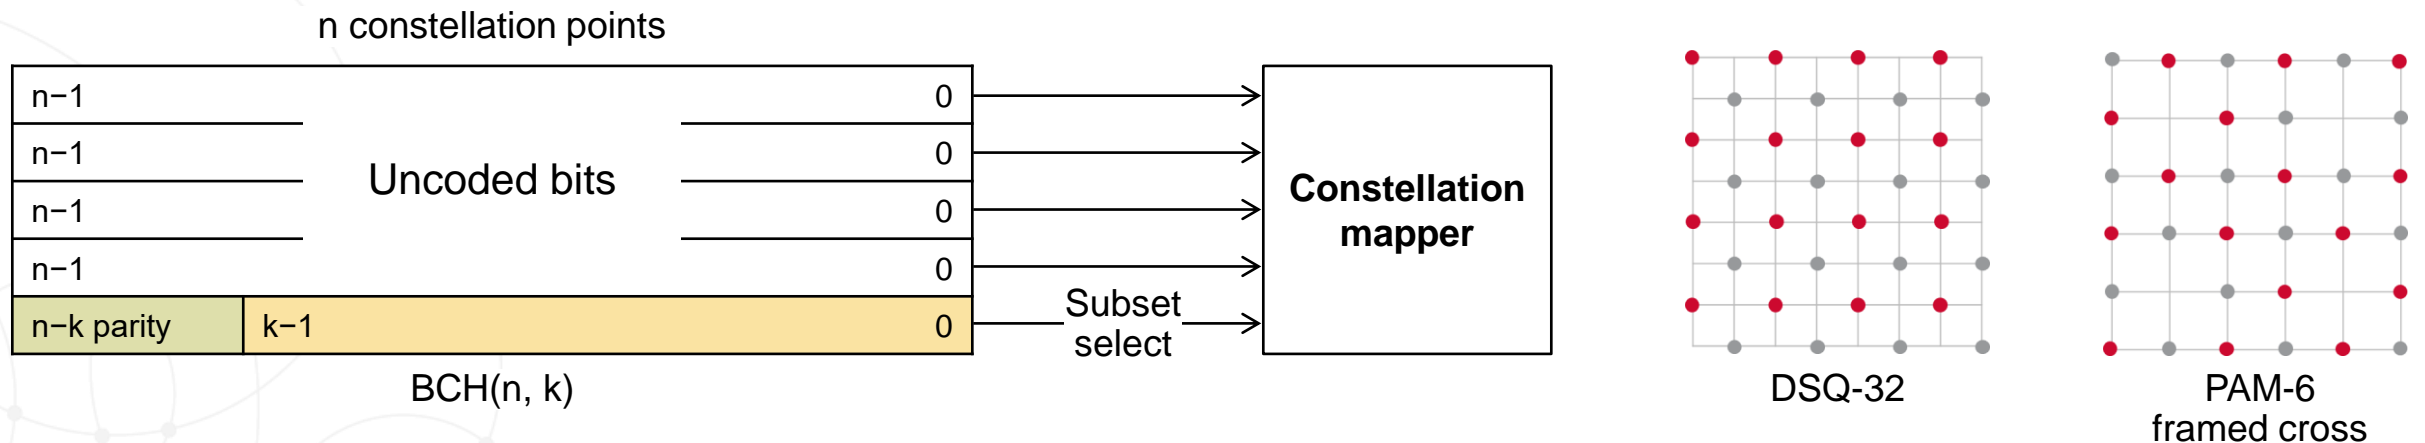 n constellation points
n−1 0
n−1 0
Uncoded bits
n−1 0
n−1 0
n−k parity k−1 0
BCH(n, k)
Subset
select
Constellation
mapper
DSQ-32
PAM-6
framed cross